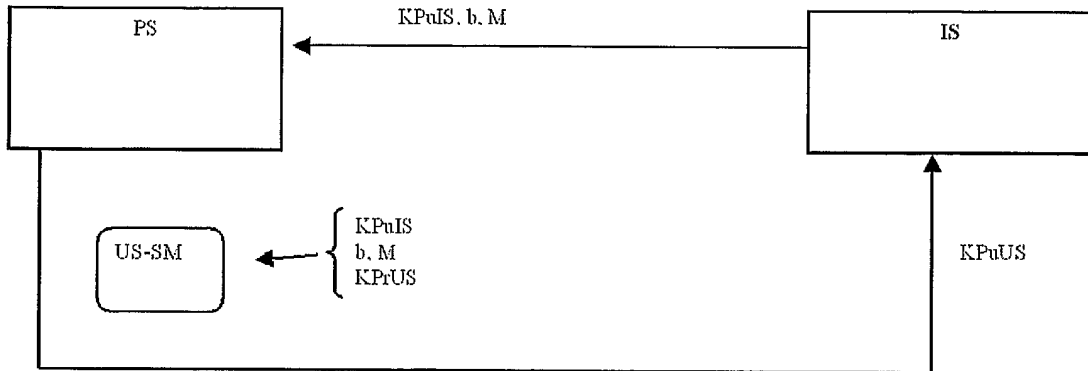 PS
KPuIS, b, M
IS
US-SM
KPuIS
b, M
KPrUS
KPuUS